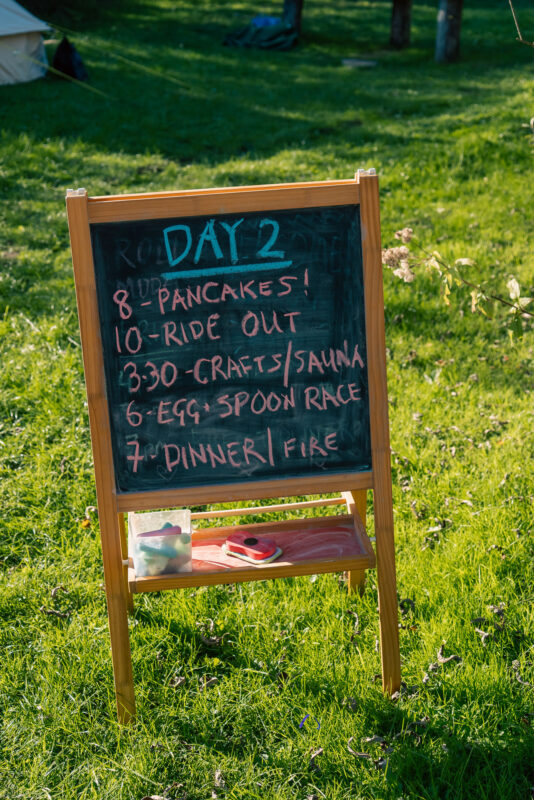 DAY 2
8 - PANCAKES!
10 - RIDE OUT
3·30 - CRAFTS/SAUNA
6 - EGG + SPOON RACE
7 - DINNER/FIRE